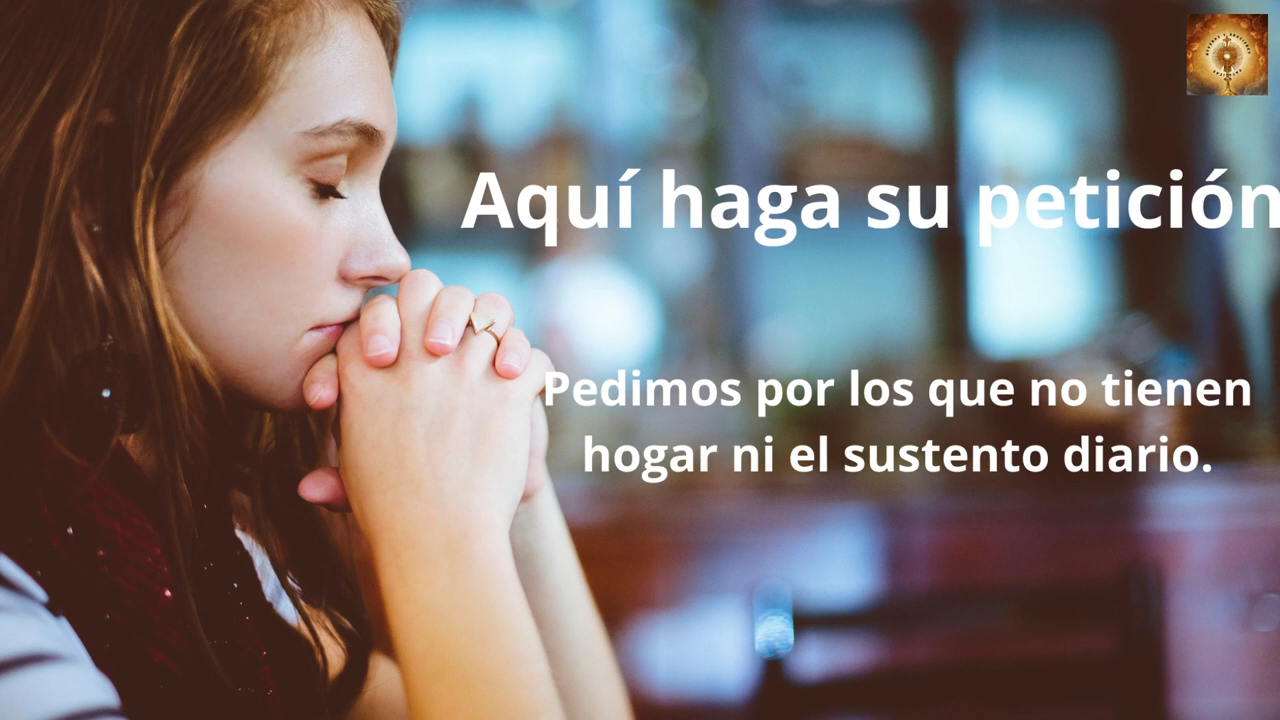 Aquí haga su petición
Pedimos por los que no tienen
hogar ni el sustento diario.